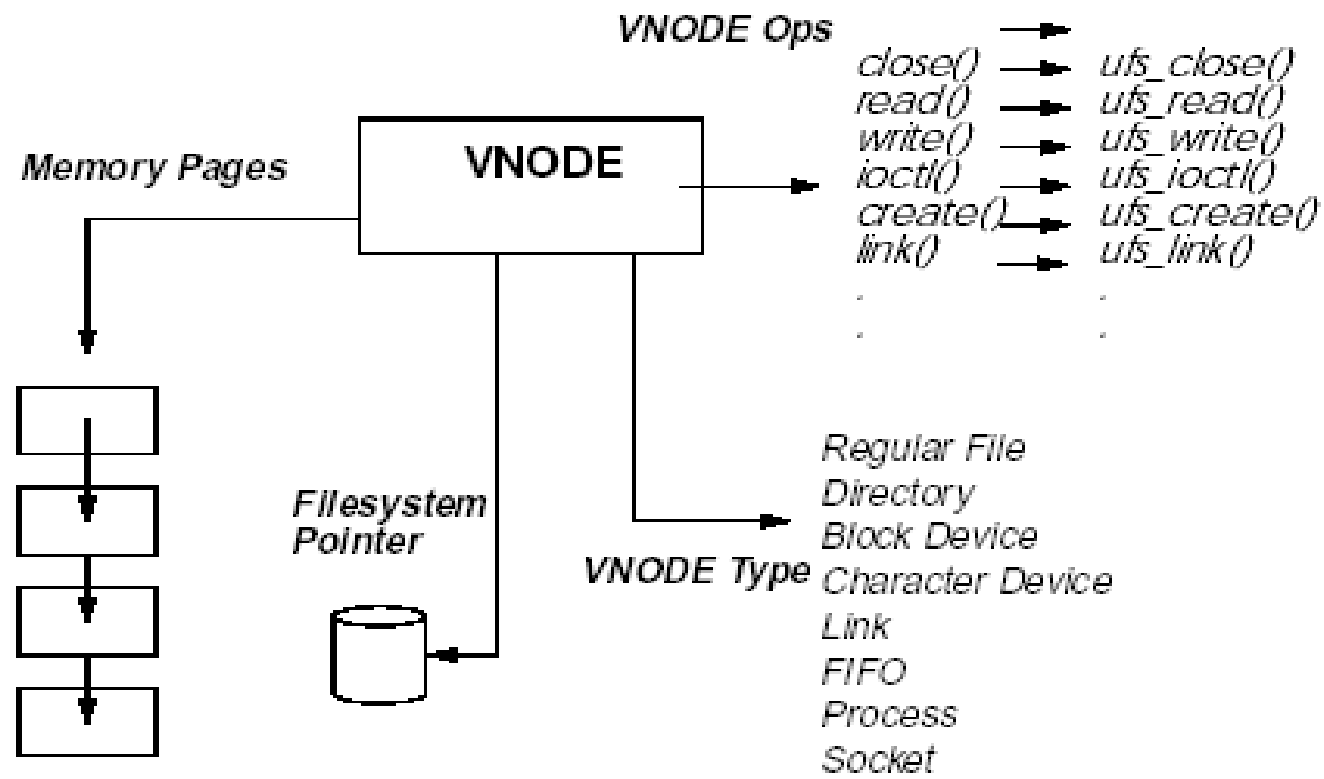 VNODE Ops
close() ufs_close()
read() ufs_read()
write() ufs_write()
ioctl() ufs_ioctl()
create() ufs_create()
link() ufs_link()
. .
. .
Memory Pages
VNODE
Filesystem
Pointer
VNODE Type
Regular File
Directory
Block Device
Character Device
Link
FIFO
Process
Socket